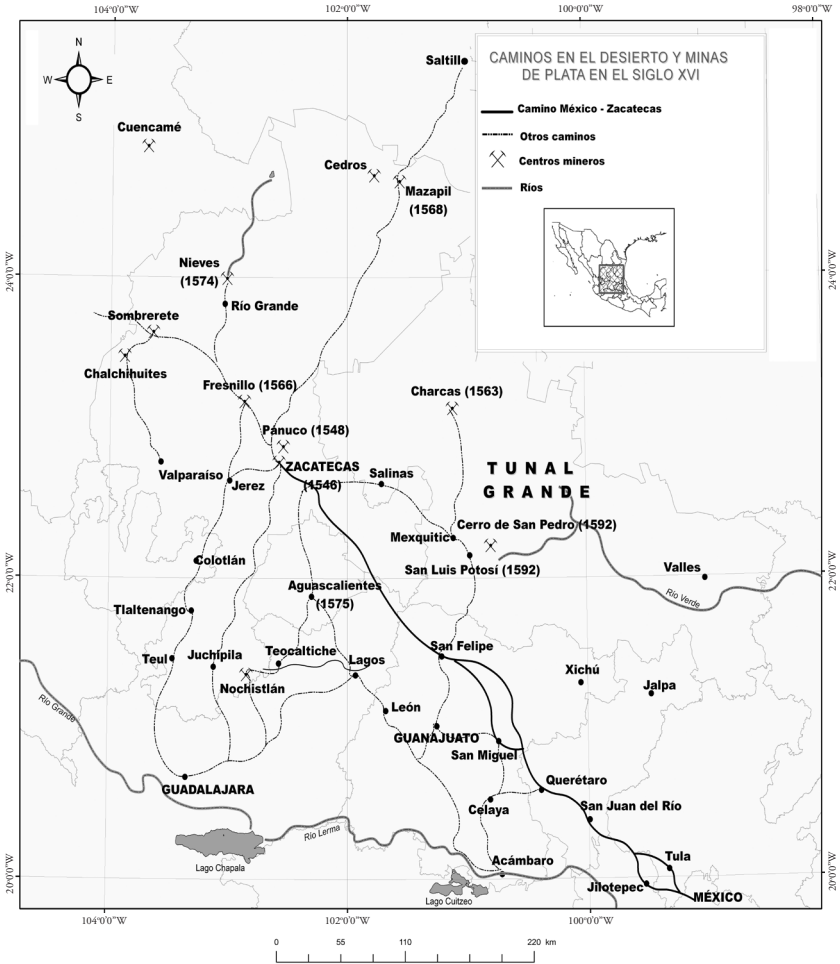 104°0'0"W
102°0'0"W
100°0'0"W
98°0'0"W
N
W
E
S
Saltillo
CAMINOS EN EL DESIERTO Y MINAS
DE PLATA EN EL SIGLO XVI
Camino México - Zacatecas
Otros caminos
Centros mineros
Ríos
Cuencamé
Cedros
Mazapil
(1568)
24°0'0"W
24°0'0"W
Nieves
(1574)
Río Grande
Sombrerete
Chalchihuites
Fresnillo (1566)
Charcas (1563)
Pánuco (1548)
Valparaíso
ZACATECAS
(1546)
Jerez
Salinas
TUNAL
GRANDE
Mexquitic
Cerro de San Pedro (1592)
Colotlán
San Luis Potosí (1592)
Valles
22°0'0"W
22°0'0"W
Río Verde
Aguascalientes
(1575)
Tlaltenango
Teul
Juchipila
Teocaltiche
Lagos
San Felipe
Nochistlán
Xichú
Jalpa
Río Grande
León
GUANAJUATO
San Miguel
GUADALAJARA
Querétaro
Celaya
San Juan del Río
Río Lerma
Lago Chapala
Acámbaro
Tula
20°0'0"W
20°0'0"W
Lago Cuitzeo
Jilotepec
MÉXICO
104°0'0"W
102°0'0"W
100°0'0"W
0
55
110
220 km